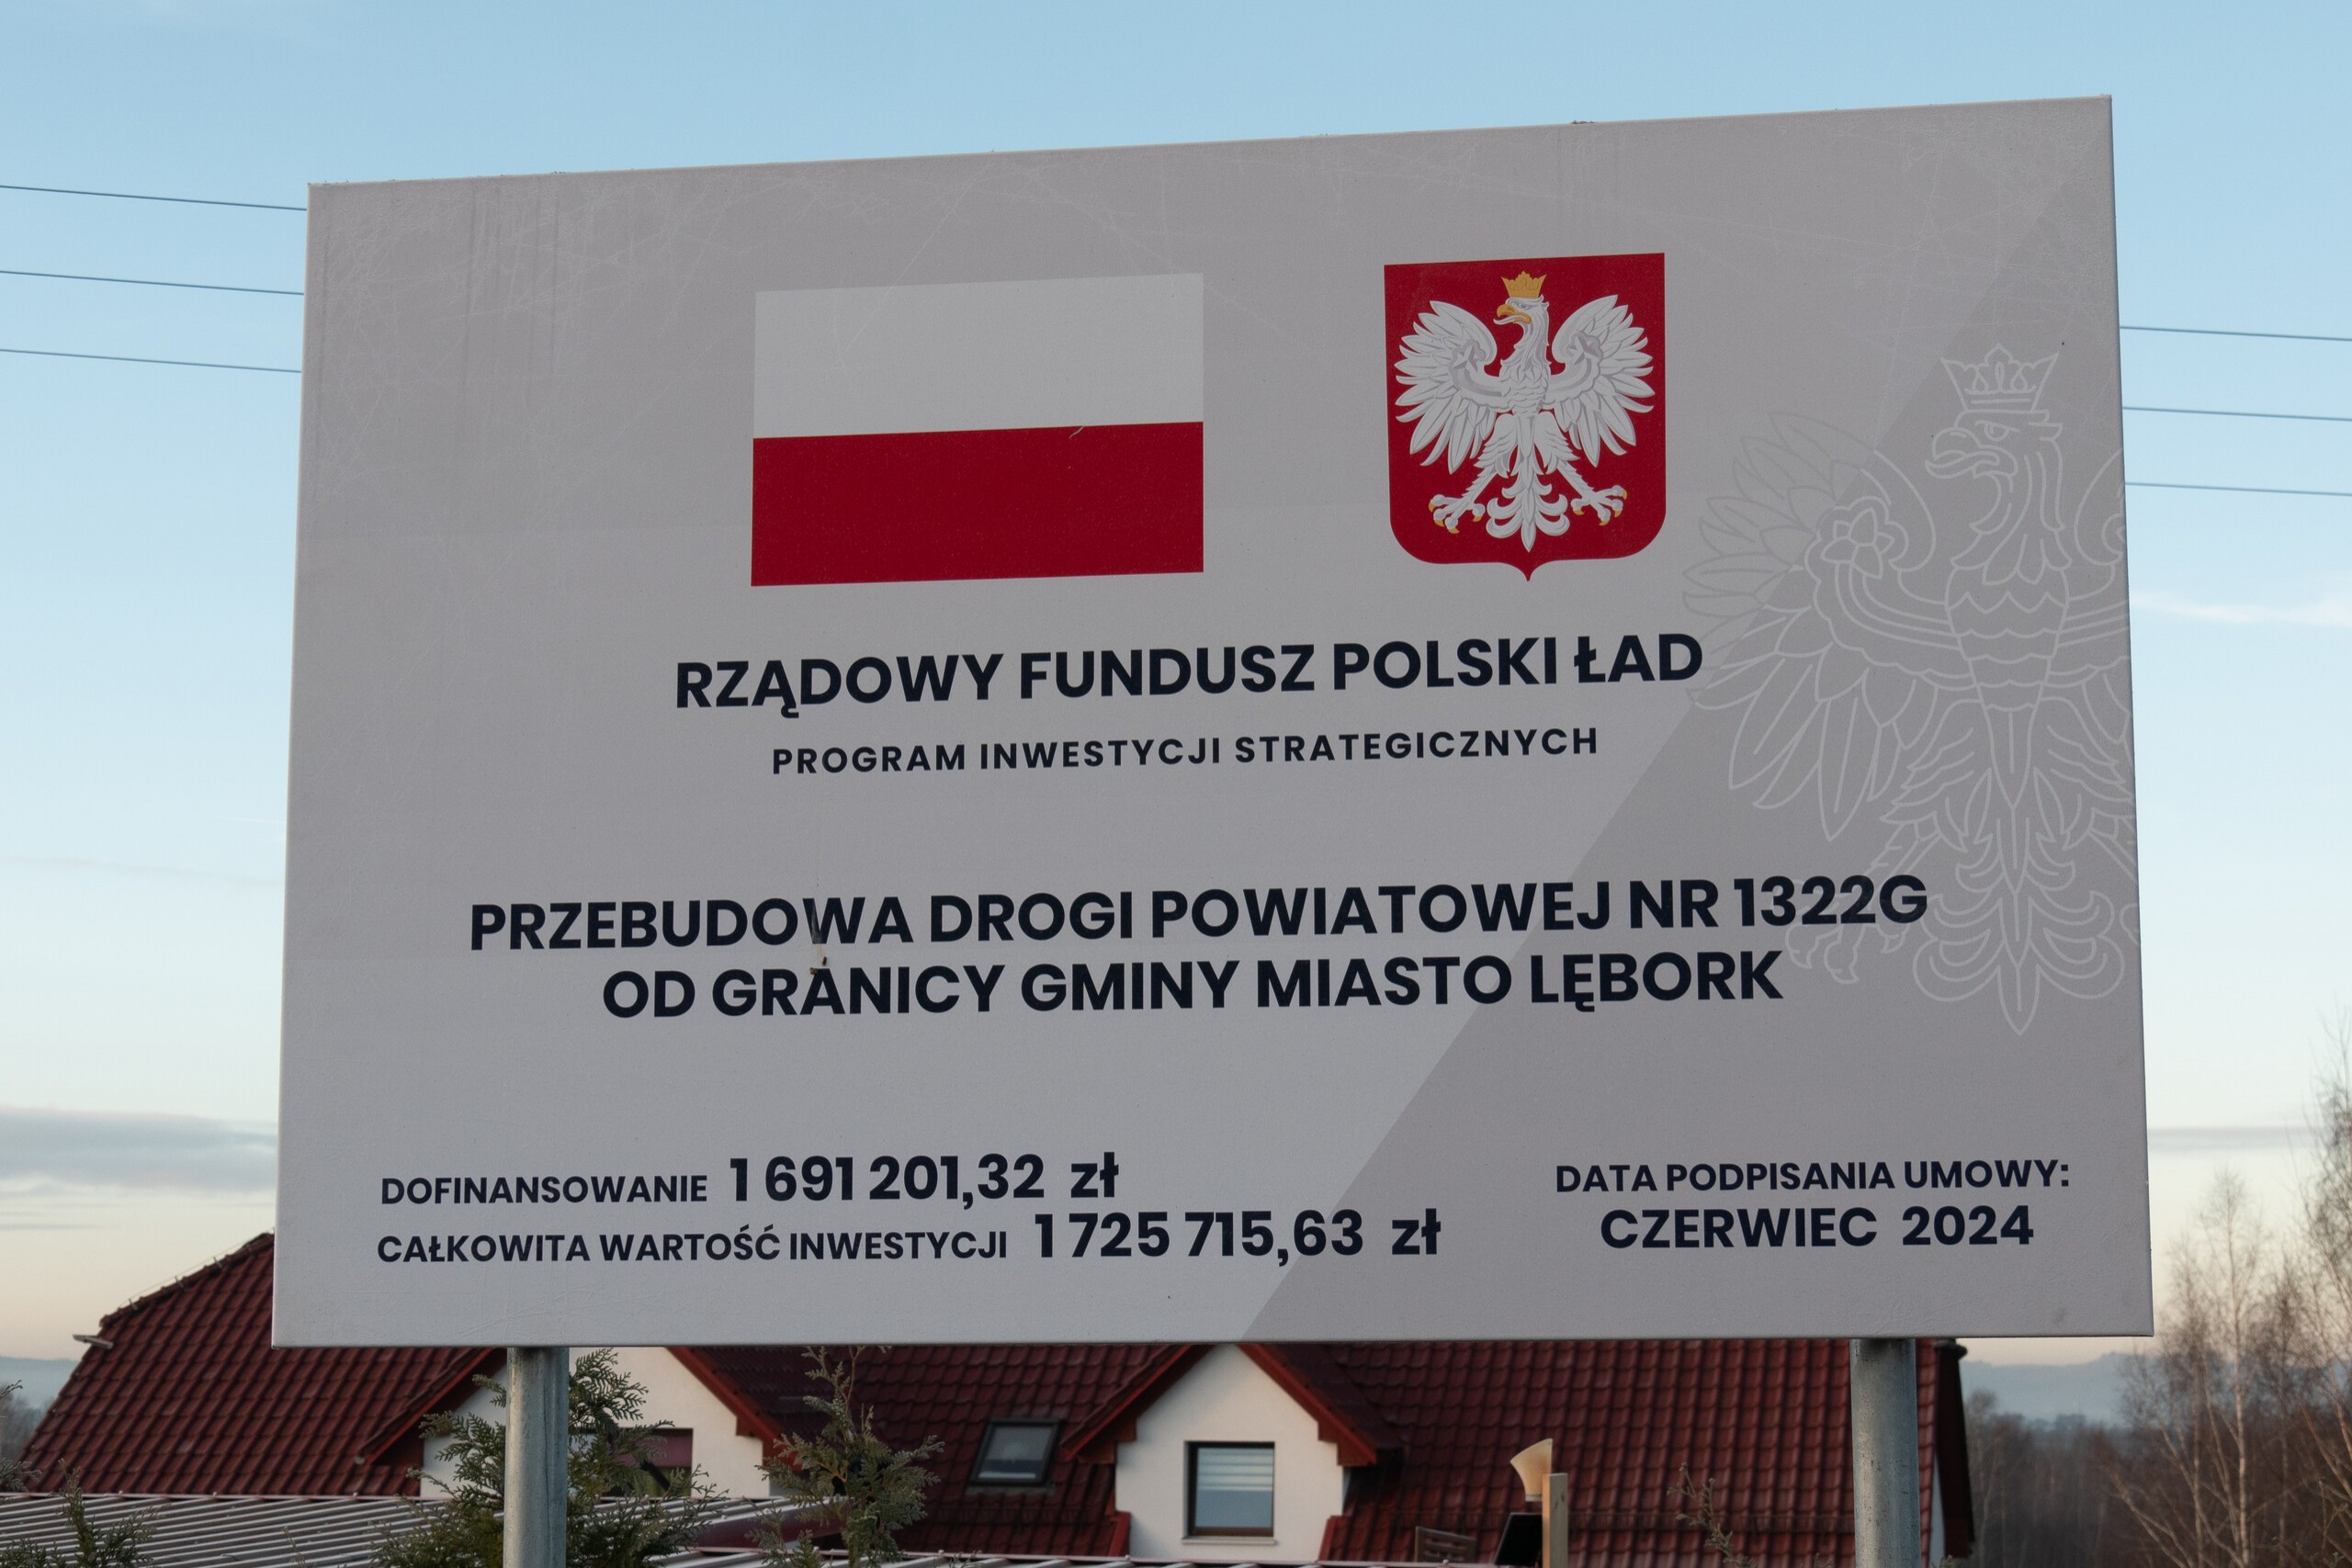 RZĄDOWY FUNDUSZ POLSKI ŁAD
PROGRAM INWESTYCJI STRATEGICZNYCH
PRZEBUDOWA DROGI POWIATOWEJ NR 1322G
OD GRANICY GMINY MIASTO LĘBORK
DOFINANSOWANIE 1 691 201,32 zł
CAŁKOWITA WARTOŚĆ INWESTYCJI 1 725 715,63 zł
DATA PODPISANIA UMOWY:
CZERWIEC 2024